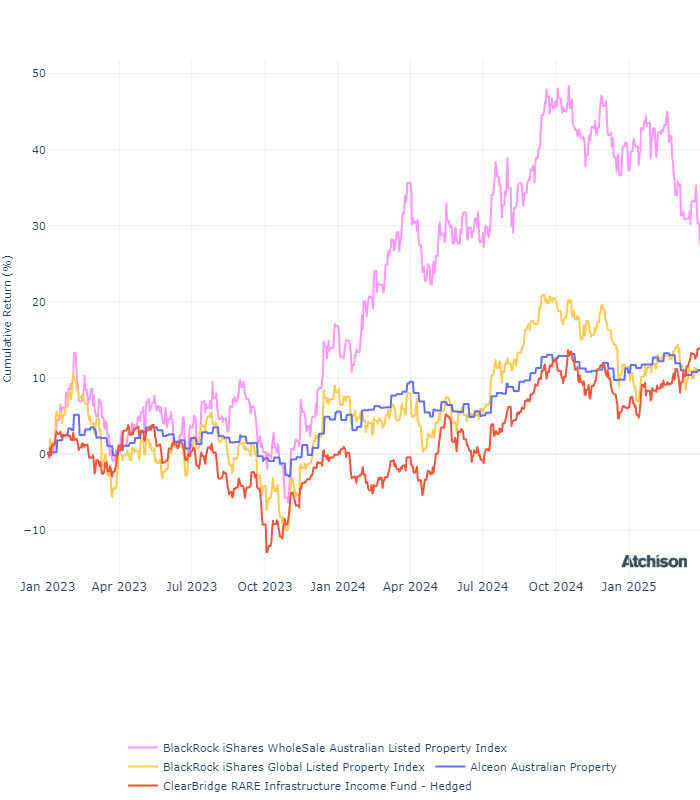 50
40
30
20
10
0
−10
Cumulative Return (%)
Jan 2023 Apr 2023 Jul 2023 Oct 2023 Jan 2024 Apr 2024 Jul 2024 Oct 2024 Jan 2025
Atchison
BlackRock iShares WholeSale Australian Listed Property Index
BlackRock iShares Global Listed Property Index Alceon Australian Property
ClearBridge RARE Infrastructure Income Fund - Hedged